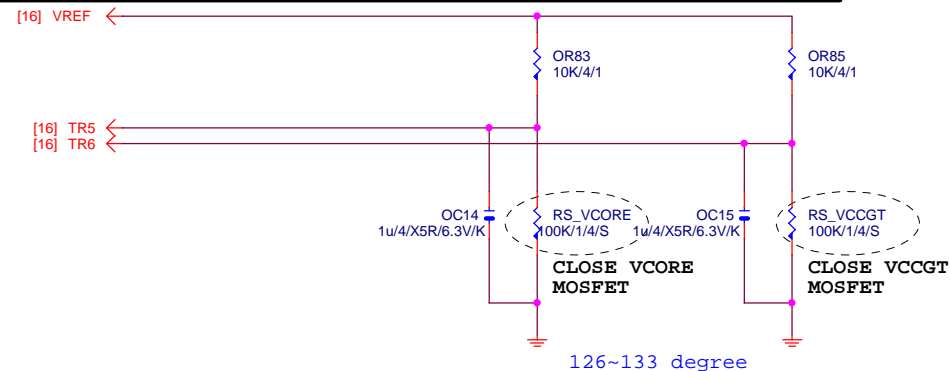 [16] VREF
OR83
10K/4/1
OR85
10K/4/1
[16] TR5
[16] TR6
OC14
1u/4/X5R/6.3V/K
RS_VCORE
100K/1/4/S
OC15
1u/4/X5R/6.3V/K
RS_VCCGT
100K/1/4/S
CLOSE VCORE
MOSFET
CLOSE VCCGT
MOSFET
126~133 degree